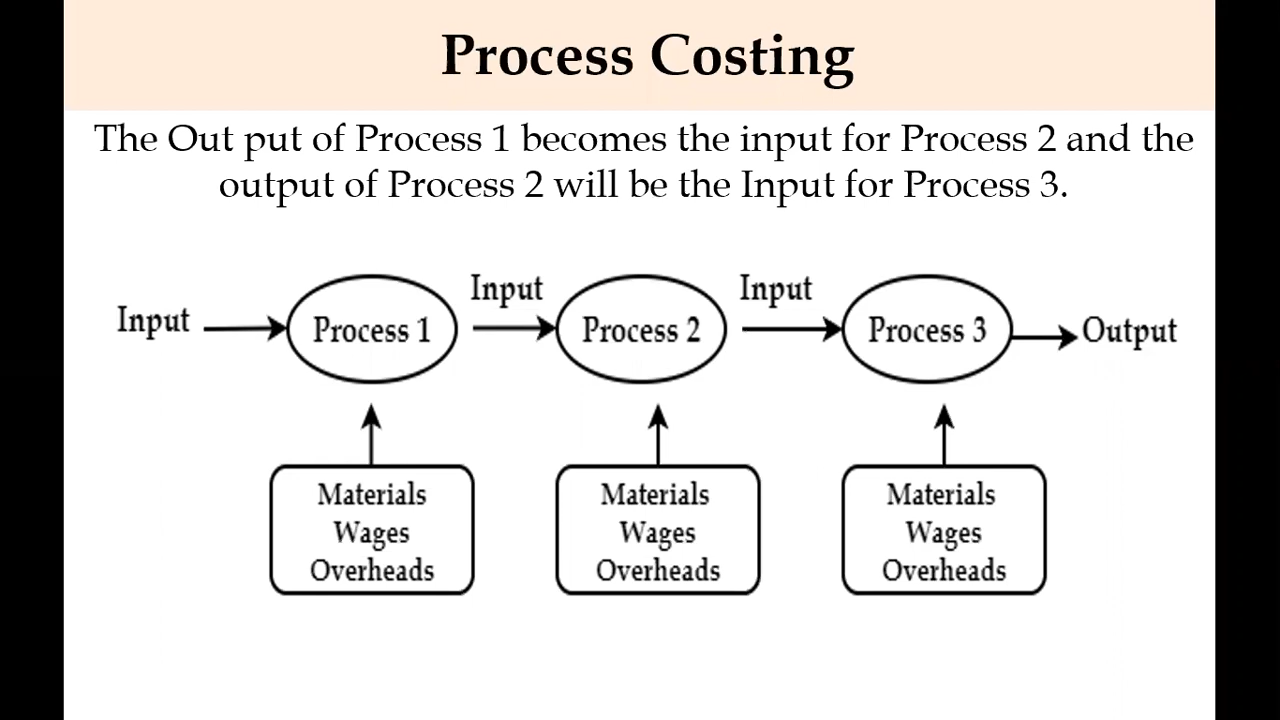 Process Costing
The Out put of Process 1 becomes the input for Process 2 and the
output of Process 2 will be the Input for Process 3.
Input
Process 1
Input
Process 2
Input
Process 3
Output
Materials
Wages
Overheads
Materials
Wages
Overheads
Materials
Wages
Overheads